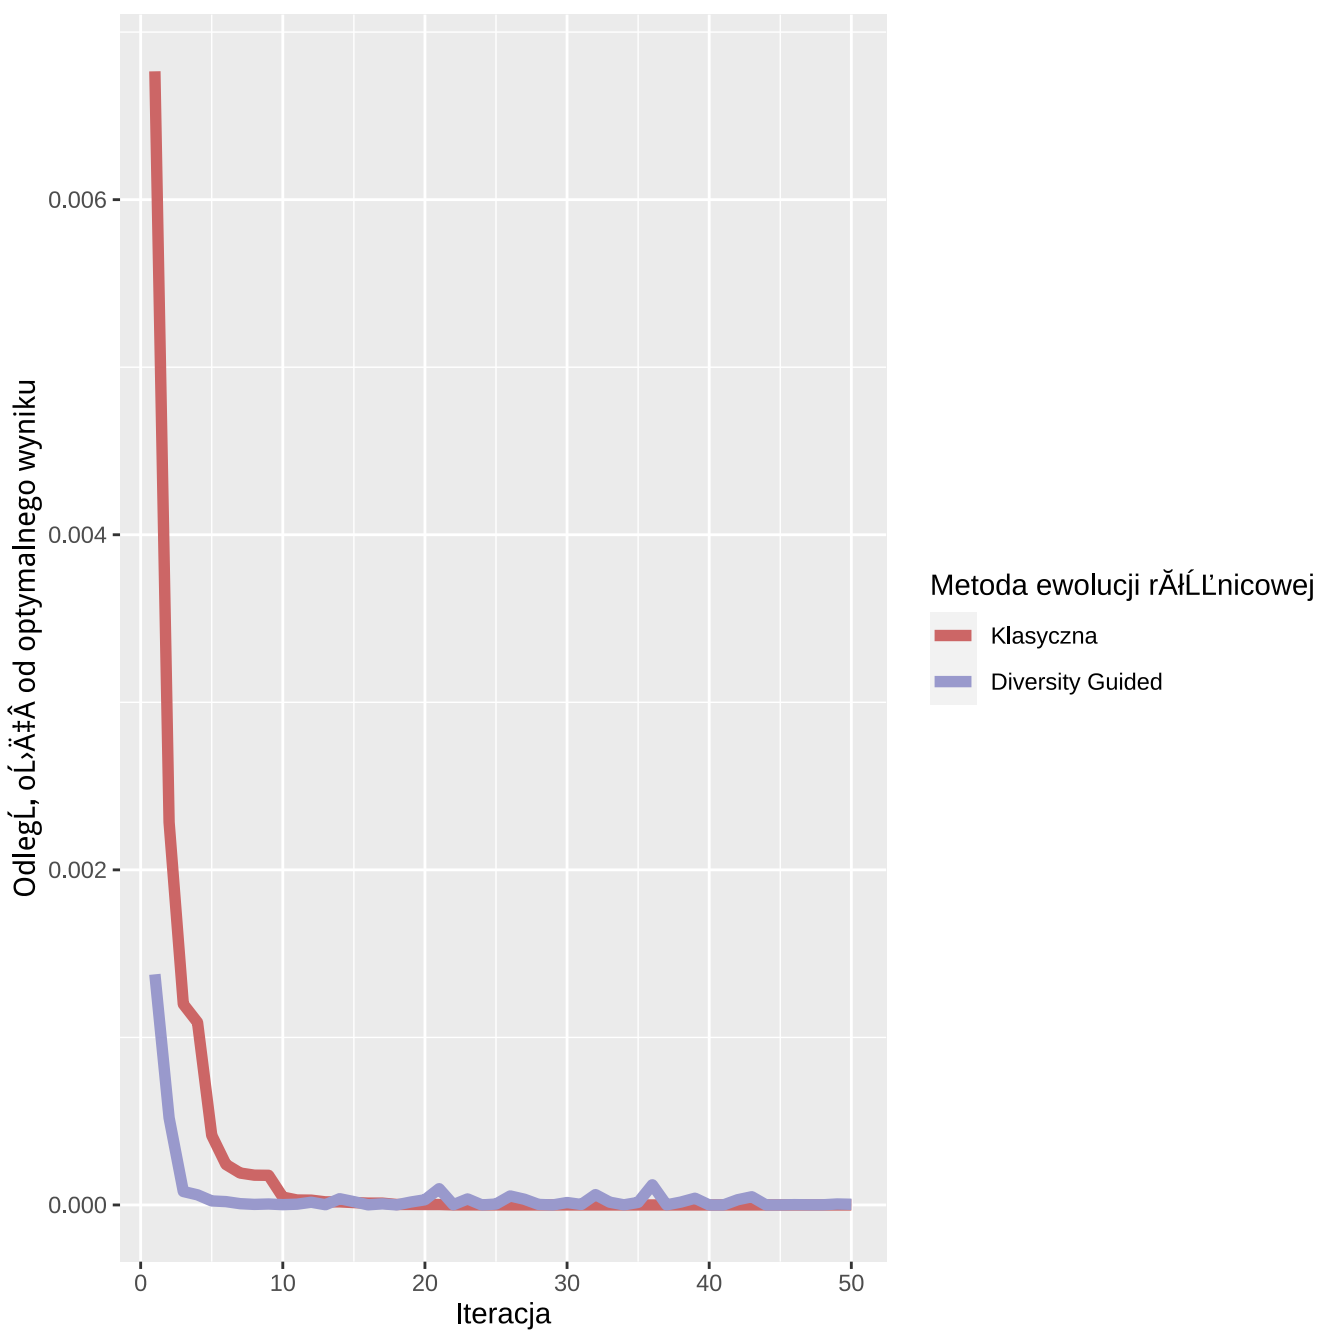 0.006
0.004
0.002
0.000
0 10 20 30 40 50
Iteracja
OdlegĹ‚oĹ›Ä‡Â od optymalnego wyniku
Metoda ewolucji rĂłĹĽnicowej
Klasyczna
Diversity Guided